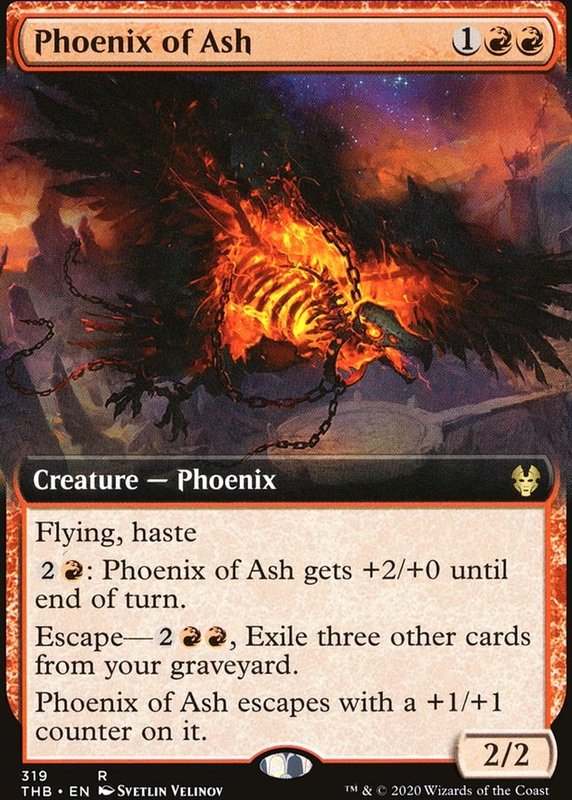 Phoenix of Ash 1
Creature — Phoenix
Flying, haste
2 : Phoenix of Ash gets +2/+0 until
end of turn.
Escape— 2 , Exile three other cards
from your graveyard.
Phoenix of Ash escapes with a +1/+1
counter on it.
2/2
319 R
THB • EN Svetlin Velinov
™ & © 2020 Wizards of the Coast